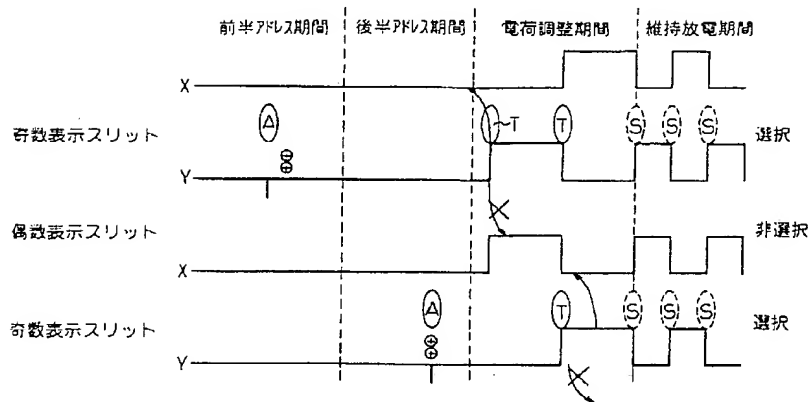 前半アドレス期間 後半アドレス期間 電荷調整期間 維持放電期間
X
奇数表示スリット A ~T T S S S 選択
⊖
⊕
Y
偶数表示スリット 非選択
X
奇数表示スリット A T S S S 選択
⊕
⊕
Y